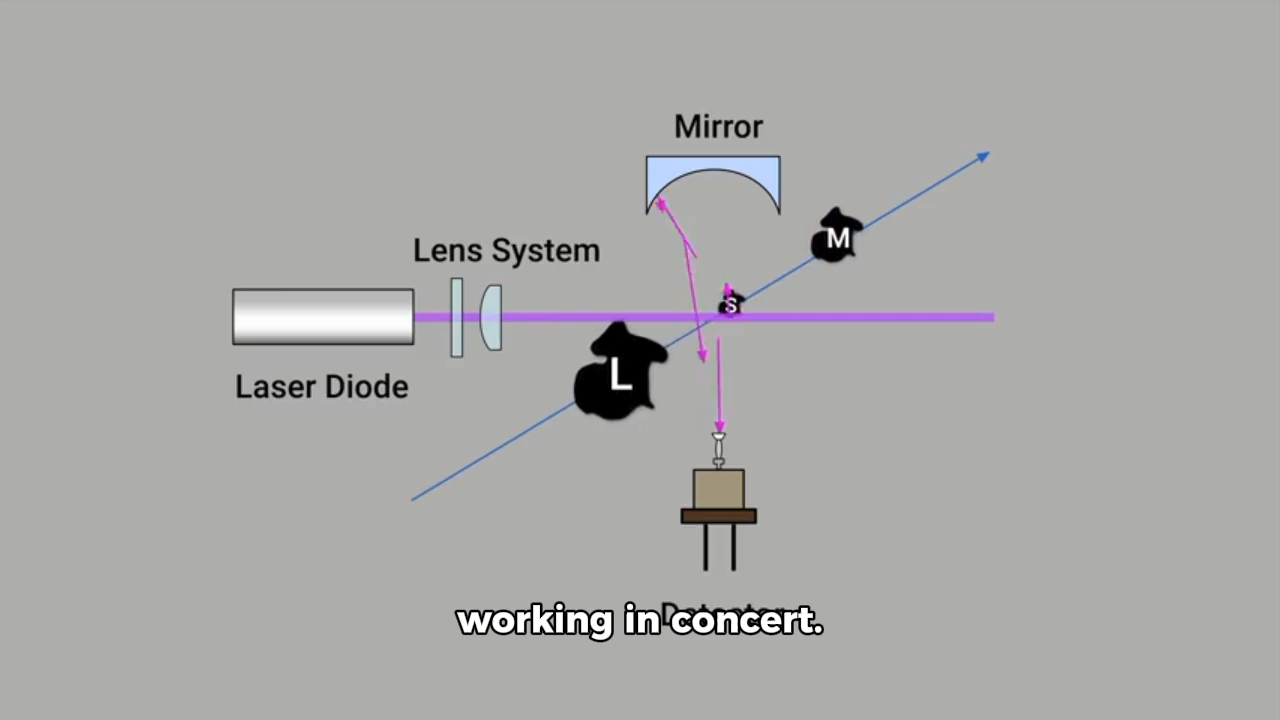 Mirror
M
Lens System
S
L
Laser Diode
working in concert.